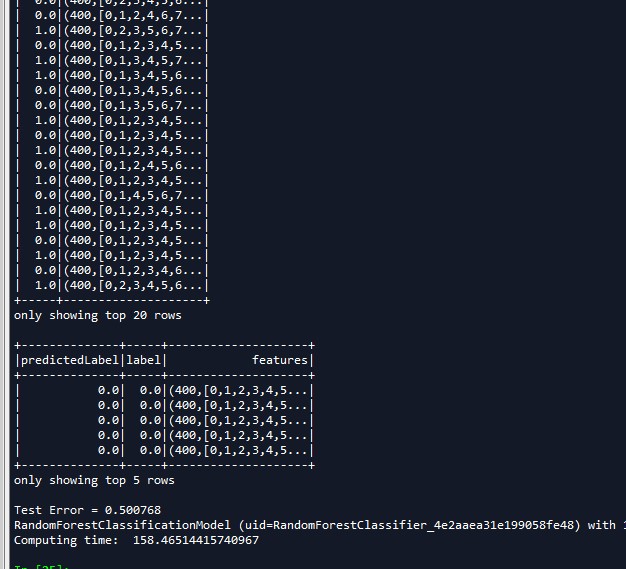 |  0.0|(400,[0,2,3,4,5,6...|
|  0.0|(400,[0,1,2,4,6,7...|
|  1.0|(400,[0,2,3,5,6,7...|
|  0.0|(400,[0,1,2,3,4,5...|
|  1.0|(400,[0,1,3,4,5,7...|
|  1.0|(400,[0,1,3,4,5,6...|
|  0.0|(400,[0,1,3,4,5,6...|
|  0.0|(400,[0,1,3,5,6,7...|
|  1.0|(400,[0,1,2,3,4,5...|
|  0.0|(400,[0,1,2,3,4,5...|
|  1.0|(400,[0,1,2,3,4,5...|
|  0.0|(400,[0,1,2,4,5,6...|
|  1.0|(400,[0,1,2,3,4,5...|
|  0.0|(400,[0,1,4,5,6,7...|
|  1.0|(400,[0,1,2,3,4,5...|
|  1.0|(400,[0,1,2,3,4,5...|
|  0.0|(400,[0,1,2,3,4,5...|
|  1.0|(400,[0,1,2,3,4,5...|
|  0.0|(400,[0,1,2,3,4,6...|
|  1.0|(400,[0,2,3,4,5,6...|
+-----+--------------------+
only showing top 20 rows
+--------------+-----+--------------------+
|predictedLabel|label|            features|
+--------------+-----+--------------------+
|           0.0|  0.0|(400,[0,1,2,3,4,5...|
|           0.0|  0.0|(400,[0,1,2,3,4,5...|
|           0.0|  0.0|(400,[0,1,2,3,4,5...|
|           0.0|  0.0|(400,[0,1,2,3,4,5...|
|           0.0|  0.0|(400,[0,1,2,3,4,5...|
+--------------+-----+--------------------+
only showing top 5 rows
Test Error = 0.500768
RandomForestClassificationModel (uid=RandomForestClassifier_4e2aaea31e199058fe48) with
Computing time:  158.46514415740967